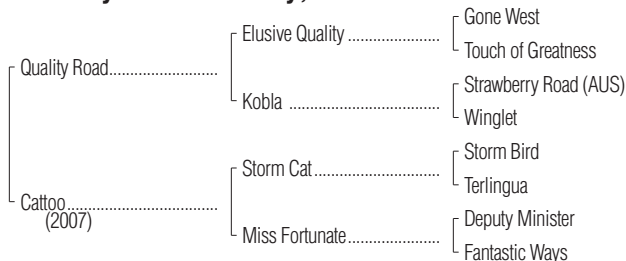 Gone West
Elusive Quality ....................
Touch of Greatness
Quality Road.......................
Strawberry Road (AUS)
Kobla .................................
Winglet
Storm Bird
Storm Cat...........................
Terlingua
Cattoo................................
(2007)
Deputy Minister
Miss Fortunate....................
Fantastic Ways